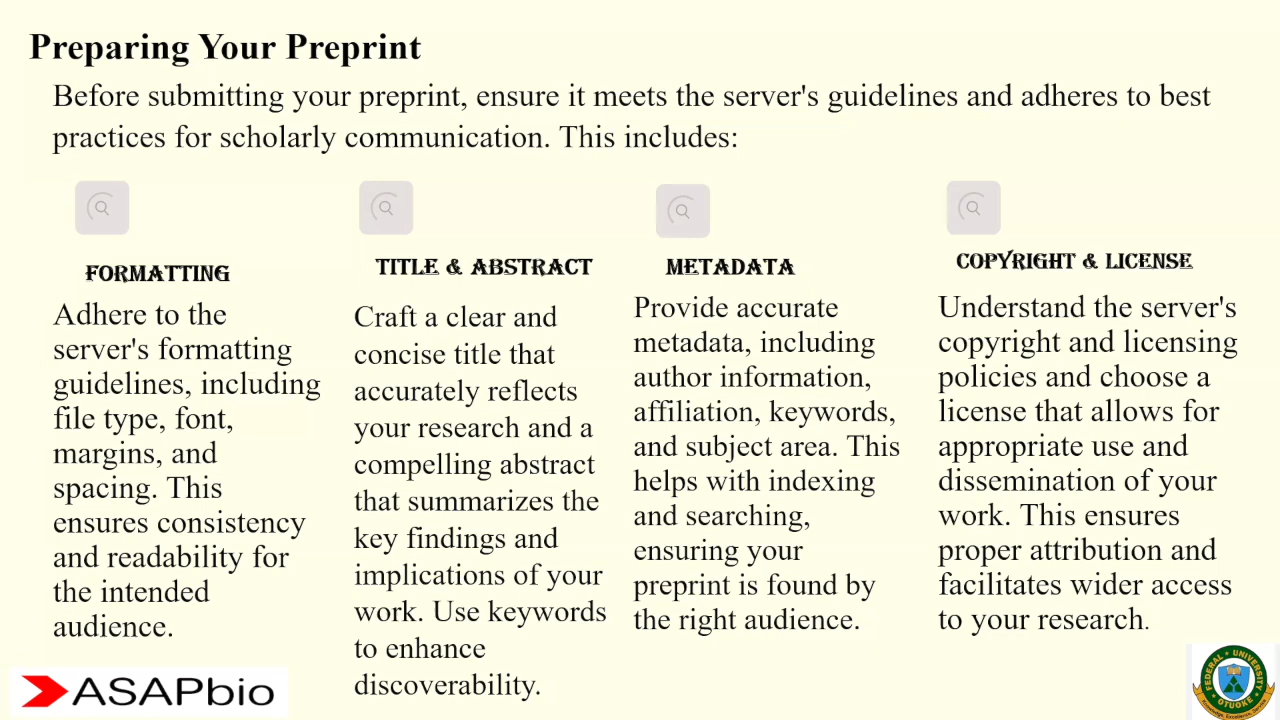 Preparing Your Preprint
Before submitting your preprint, ensure it meets the server's guidelines and adheres to best
practices for scholarly communication. This includes:
FORMATTING
Adhere to the
server's formatting
guidelines, including
file type, font,
margins, and
spacing. This
ensures consistency
and readability for
the intended
audience.
TITLE & ABSTRACT
Craft a clear and
concise title that
accurately reflects
your research and a
compelling abstract
that summarizes the
key findings and
implications of your
work. Use keywords
to enhance
discoverability.
METADATA
Provide accurate
metadata, including
author information,
affiliation, keywords,
and subject area. This
helps with indexing
and searching,
ensuring your
preprint is found by
the right audience.
COPYRIGHT & LICENSE
Understand the server's
copyright and licensing
policies and choose a
license that allows for
appropriate use and
dissemination of your
work. This ensures
proper attribution and
facilitates wider access
to your research.
ASAPbio
FEDERAL UNIVERSITY
OTUOKE
Knowledge, Excellence, Service